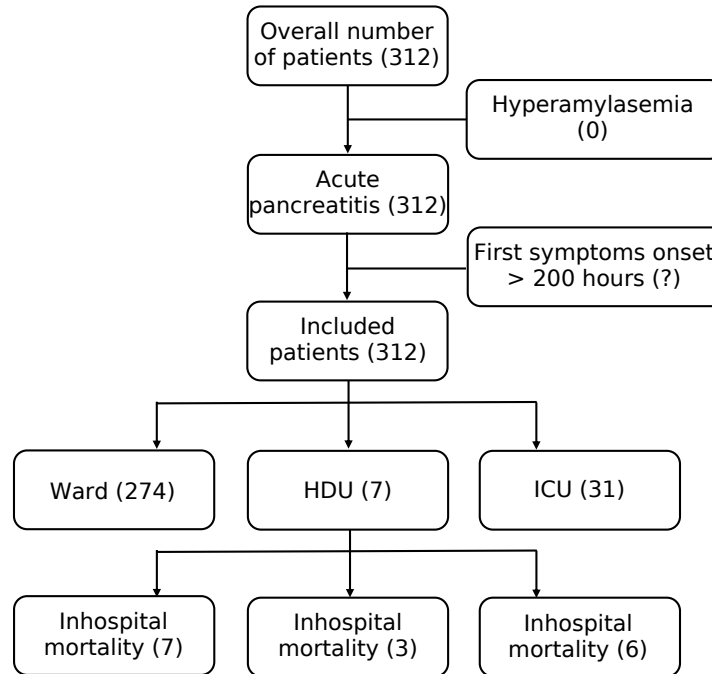 Overall number
of patients (312)
Hyperamylasemia
(0)
Acute
pancreatitis (312)
First symptoms onset
> 200 hours (?)
Included
patients (312)
Ward (274)
HDU (7)
ICU (31)
Inhospital
mortality (7)
Inhospital
mortality (3)
Inhospital
mortality (6)